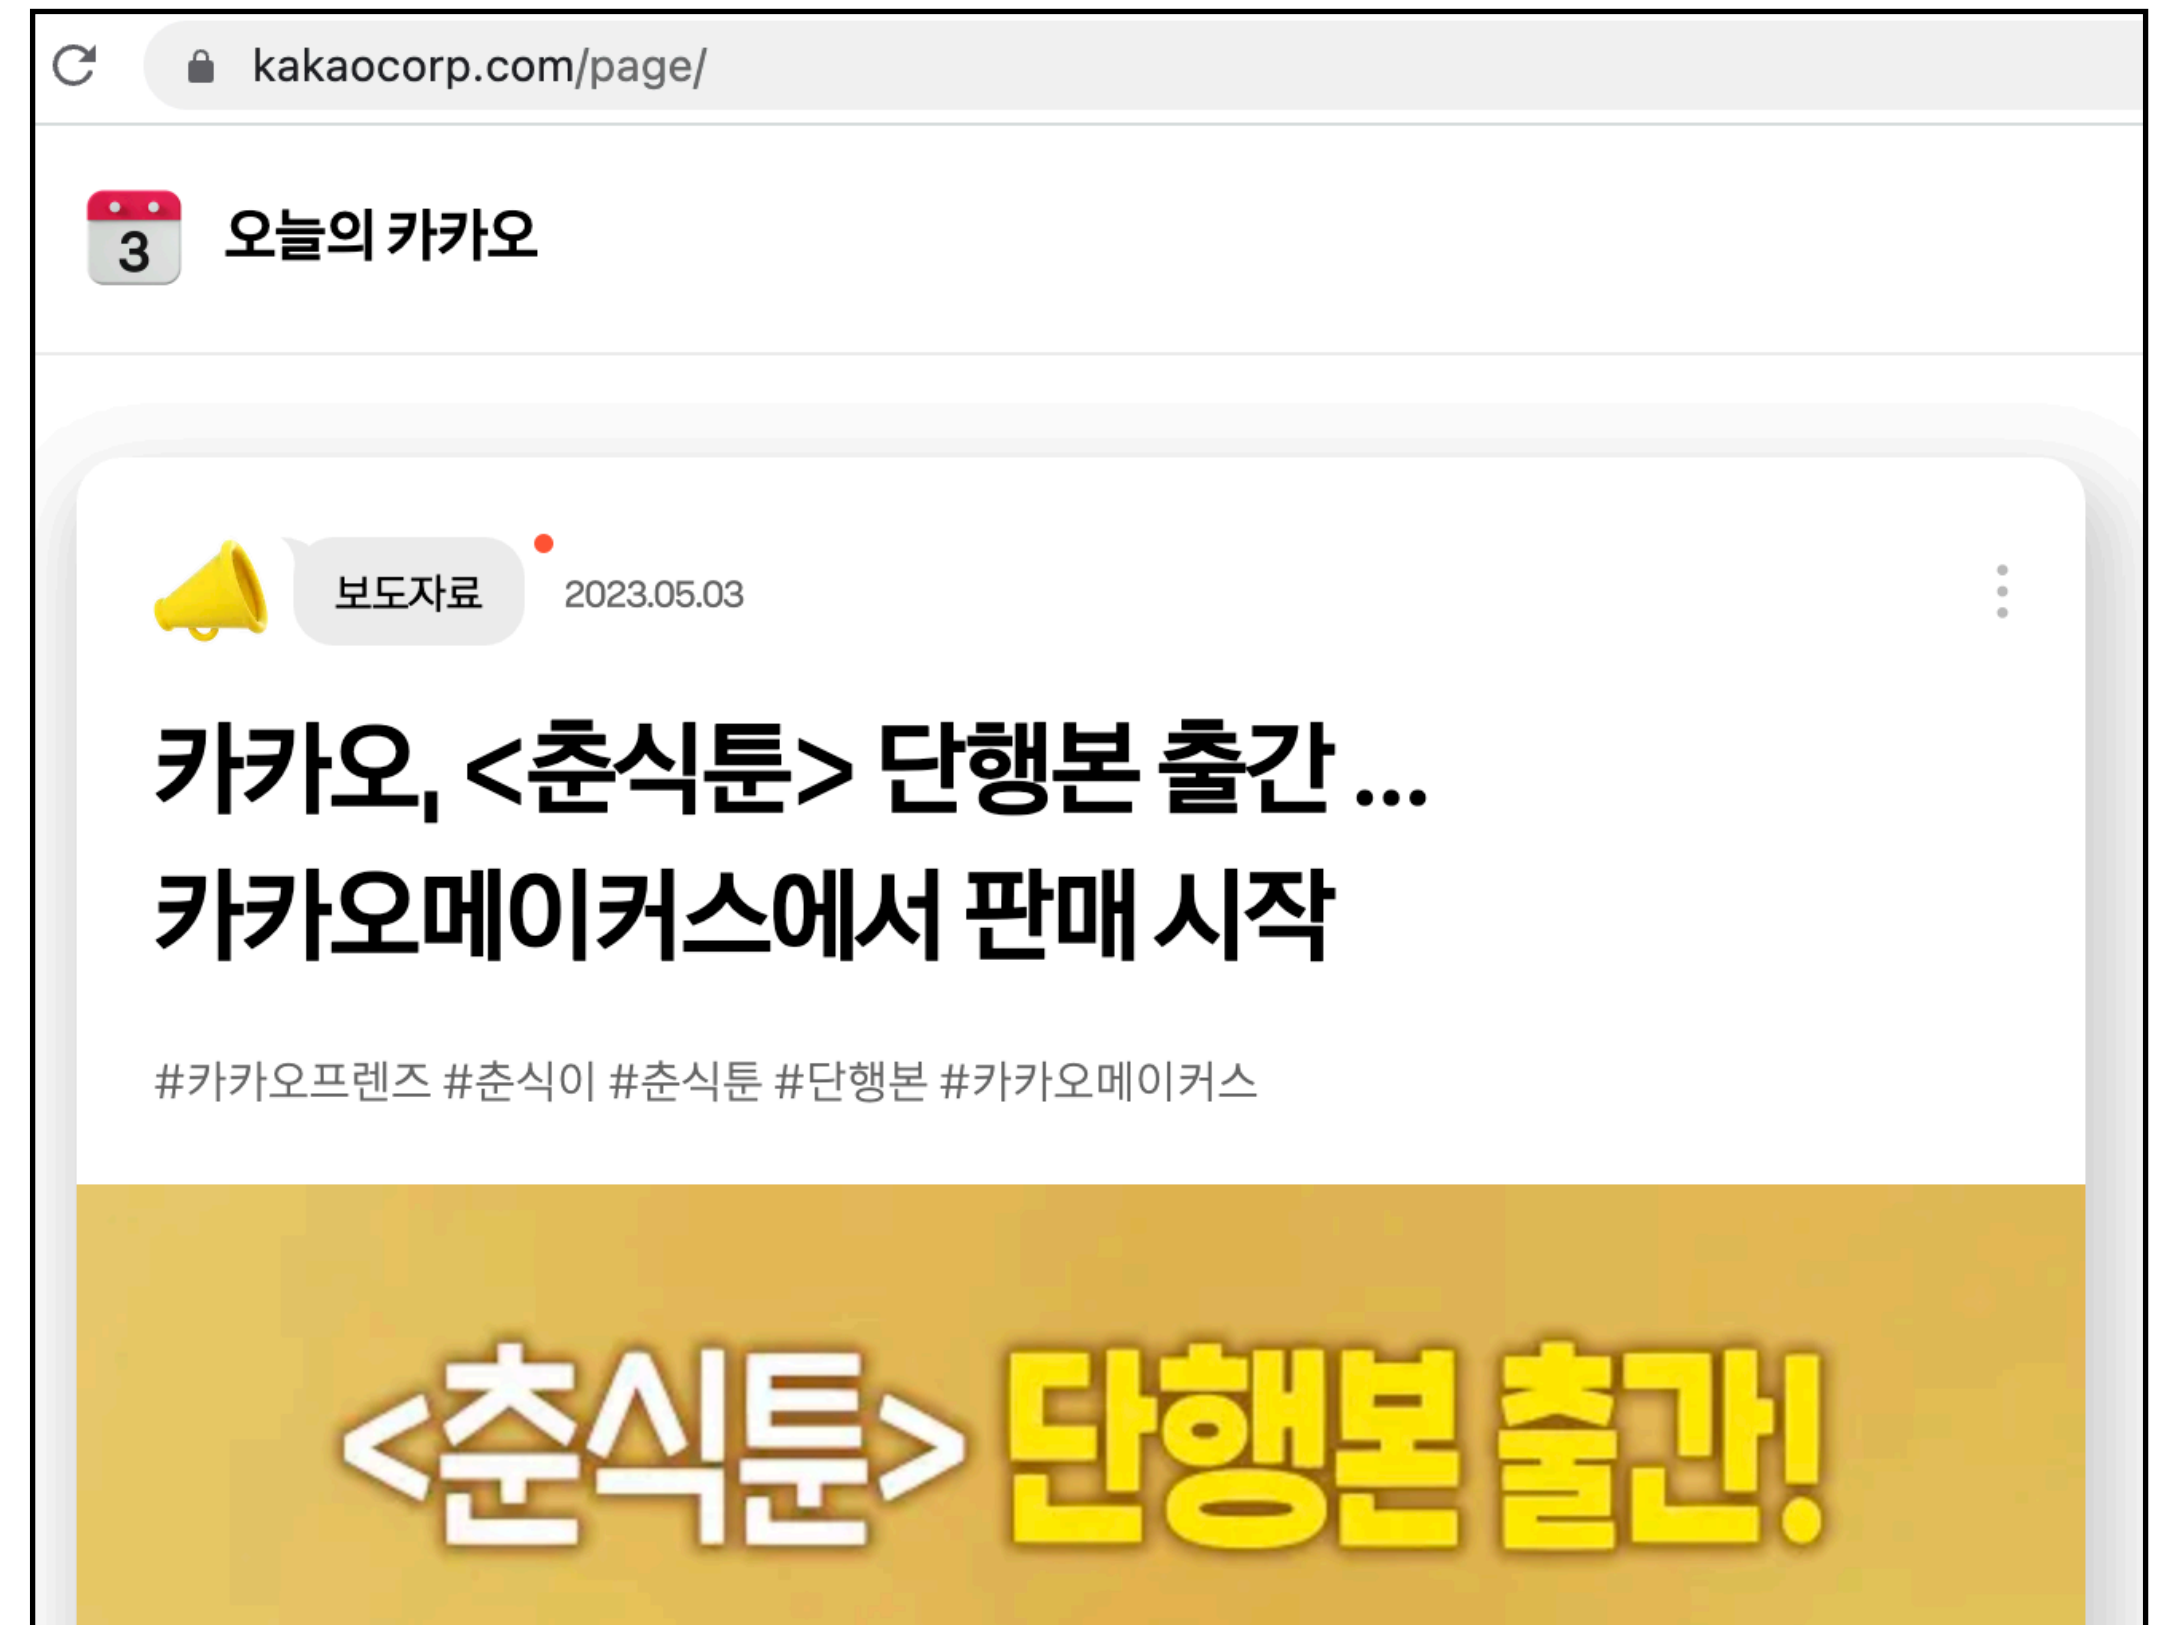 kakaocorp.com/page/
3
오늘의 카카오
보도자료
2023.05.03
카카오, <춘식툰> 단행본 출간 ...
카카오메이커스에서 판매 시작
#카카오프렌즈 #춘식이 #춘식툰 #단행본 #카카오메이커스
<춘식툰> 단행본 출간!